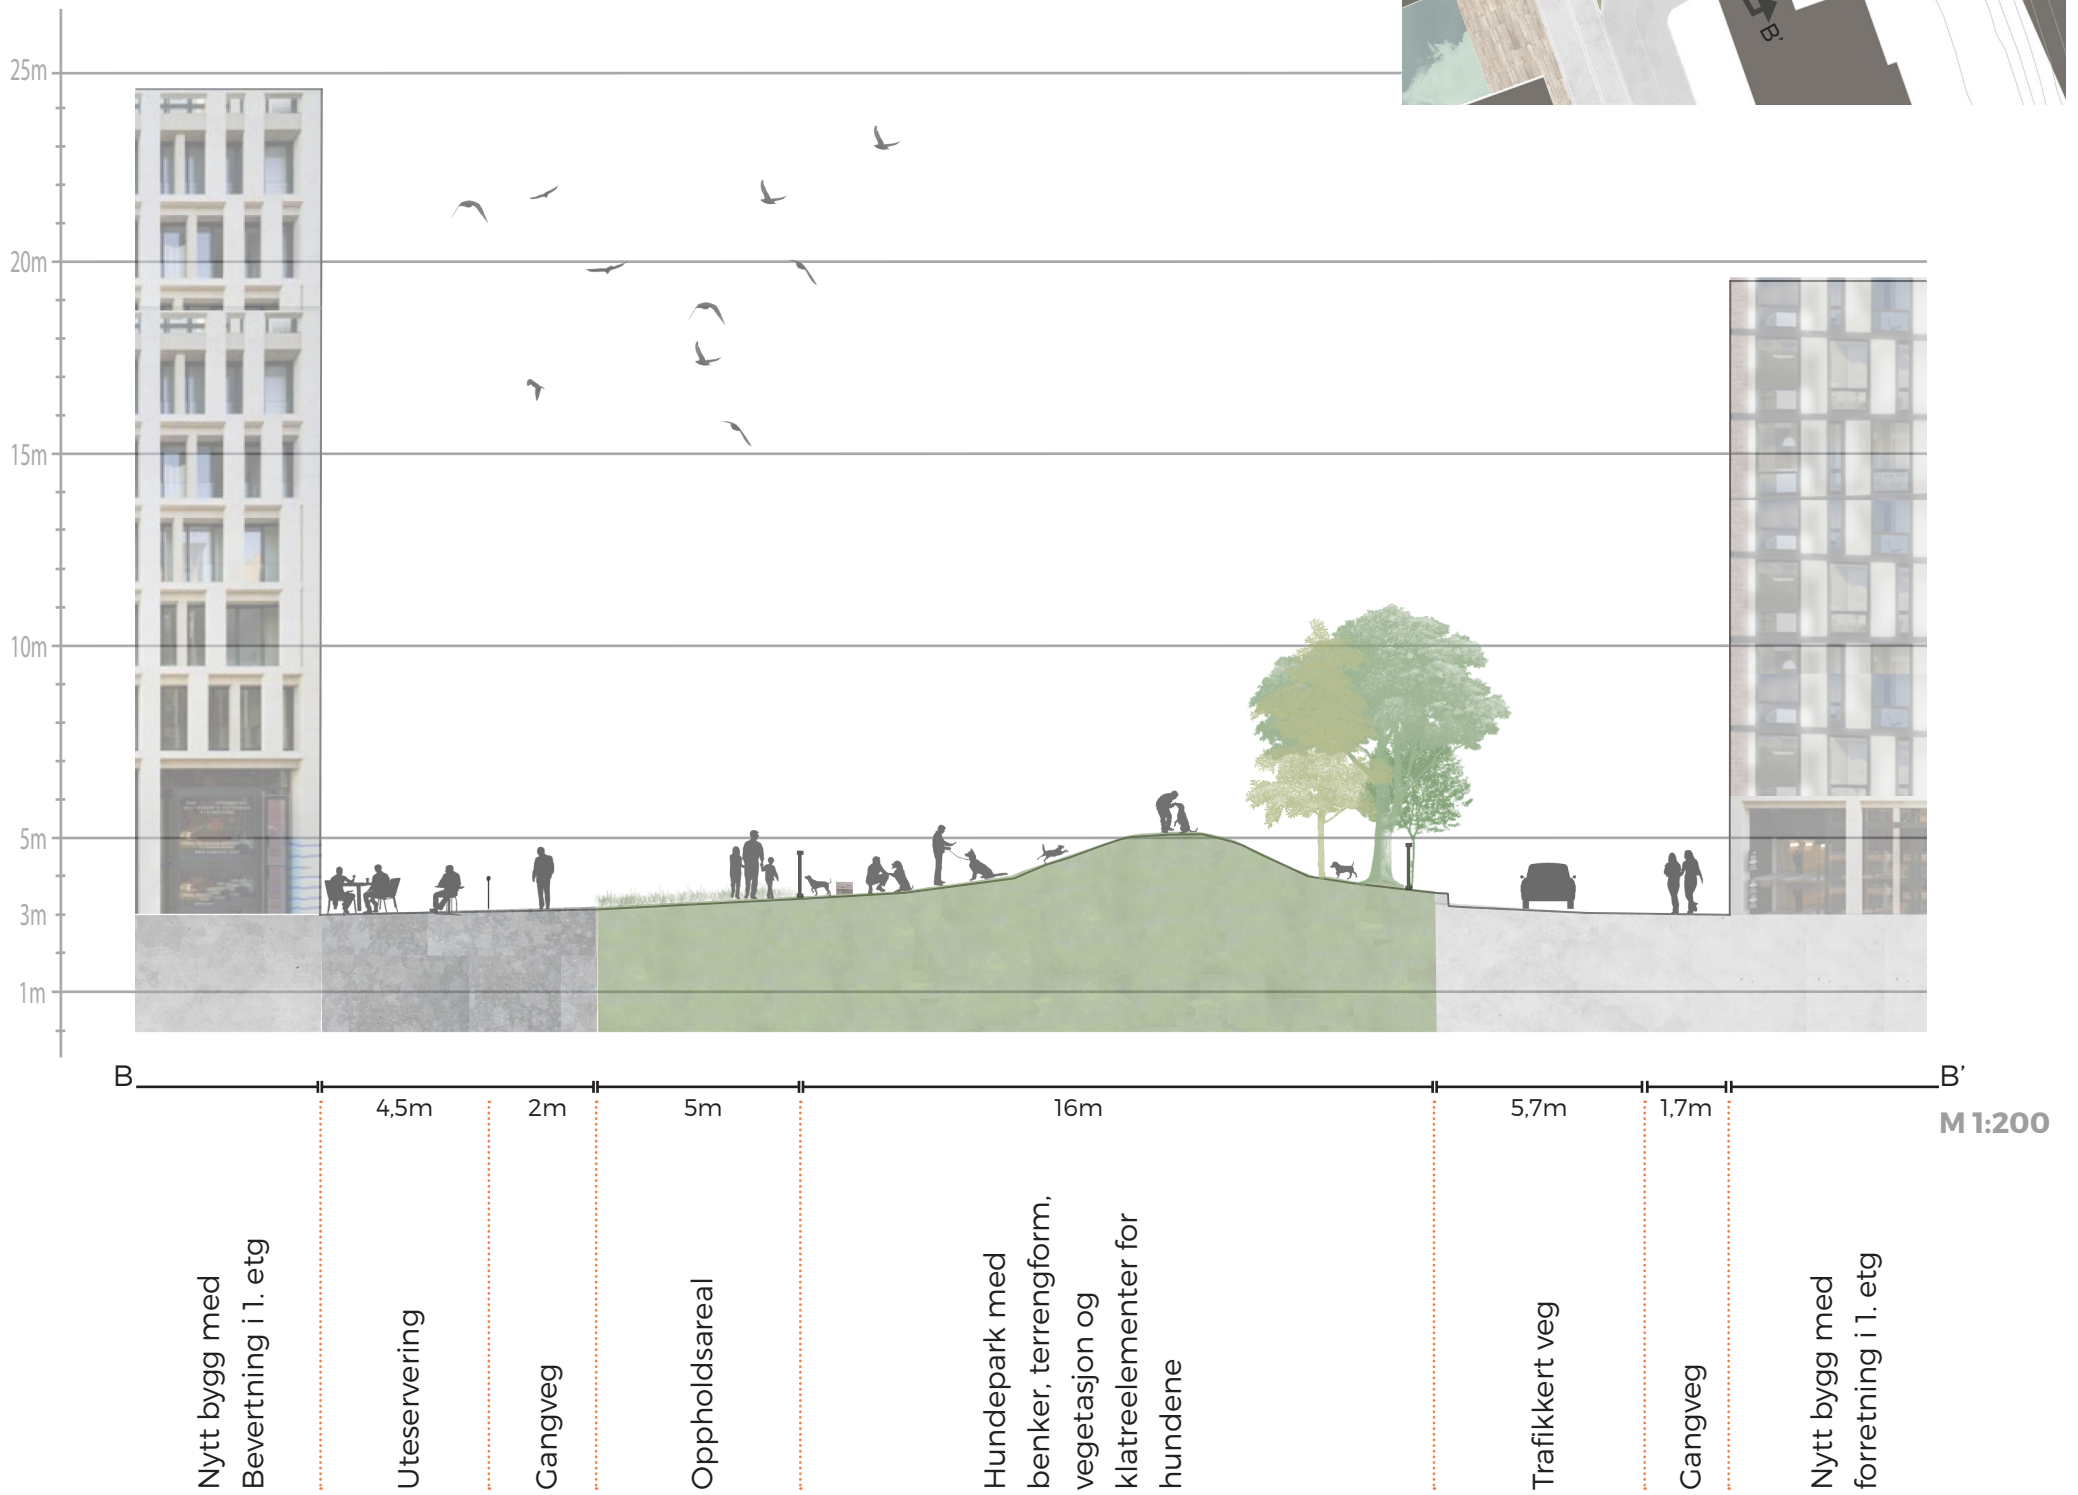 B'
25m
20m
15m
10m
5m
3m
1m
B
B'
4,5m
2m
5m
16m
5,7m
1,7m
M 1:200
Nytt bygg med
Bevertning i 1. etg
Uteservering
Gangveg
Oppholdsareal
Hundepark med
benker, terrengform,
vegetasjon og
klatreelementer for
hundene
Trafikkert veg
Gangveg
Nytt bygg med
forretning i 1. etg